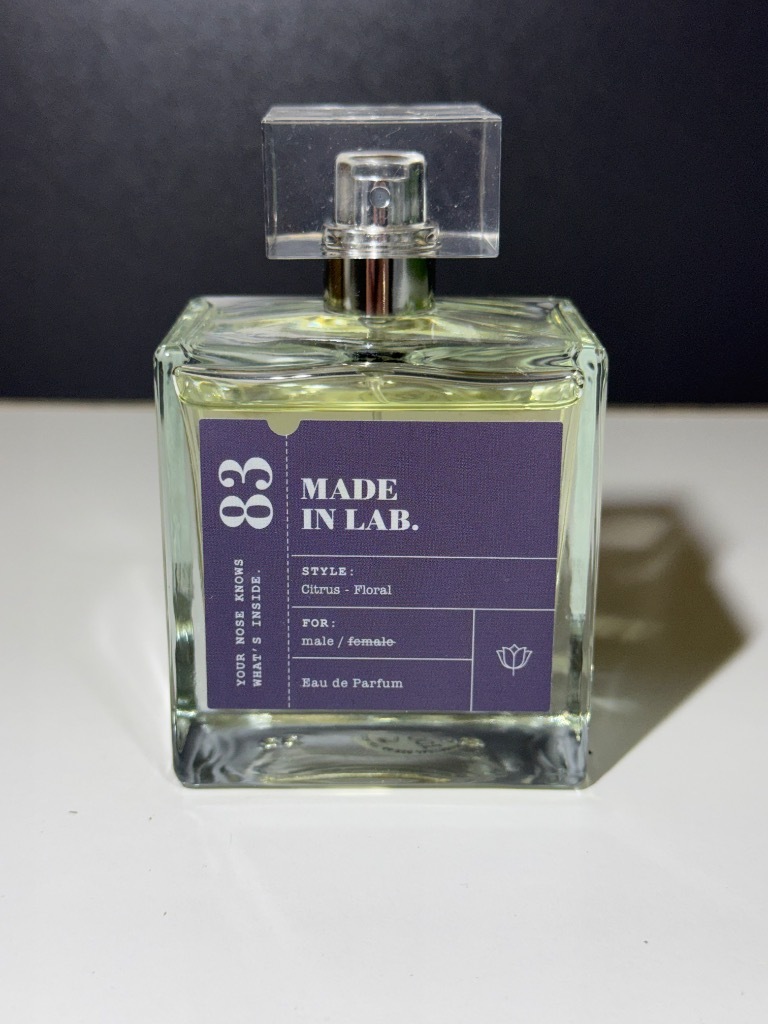 83
YOUR NOSE KNOWS
WHAT'S INSIDE.
MADE
IN LAB.
STYLE:
Citrus - Floral
FOR:
male / female
Eau de Parfum